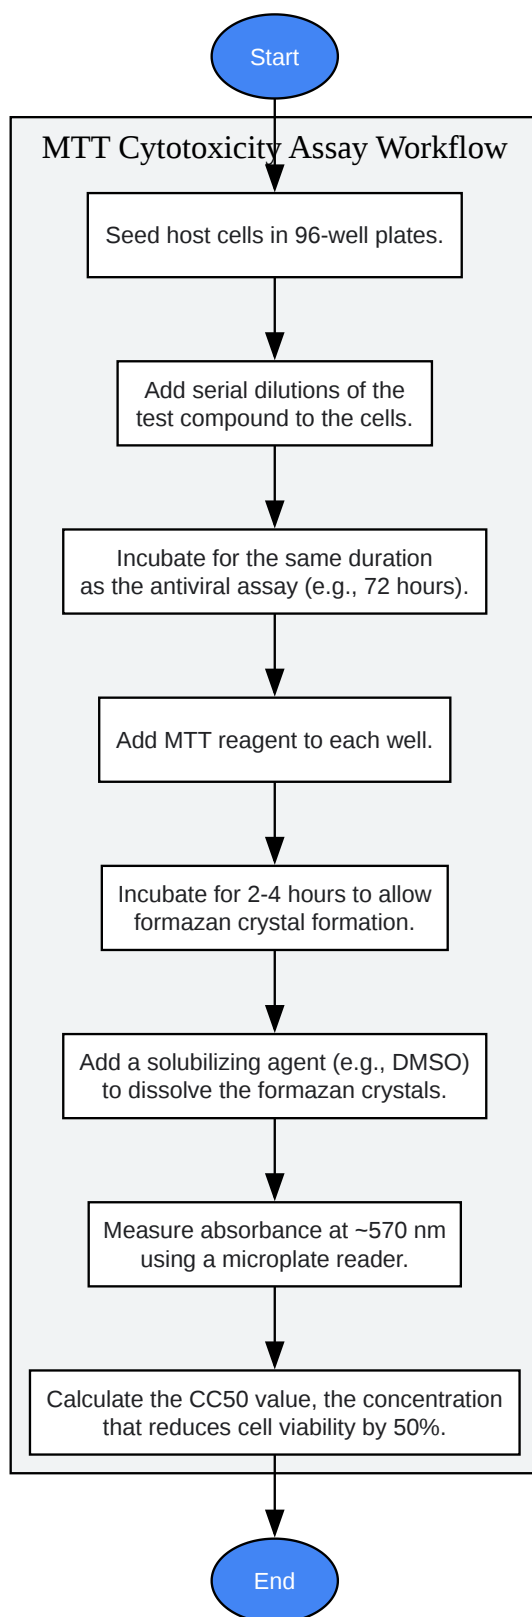 Start
MTT Cytotoxicity Assay Workflow
Seed host cells in 96-well plates.
Add serial dilutions of the
test compound to the cells.
Incubate for the same duration
as the antiviral assay (e.g., 72 hours).
Add MTT reagent to each well.
Incubate for 2-4 hours to allow
formazan crystal formation.
Add a solubilizing agent (e.g., DMSO)
to dissolve the formazan crystals.
Measure absorbance at ~570 nm
using a microplate reader.
Calculate the CC50 value, the concentration
that reduces cell viability by 50%.
End